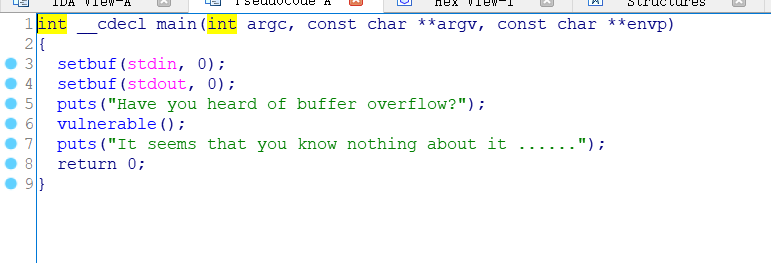 IDA View-A Pseudocode-A Hex View-1 Structures
1 int __cdecl main(int argc, const char **argv, const char **envp)
2 {
3 setbuf(stdin, 0);
4 setbuf(stdout, 0);
5 puts("Have you heard of buffer overflow?");
6 vulnerable();
7 puts("It seems that you know nothing about it ......");
8 return 0;
9 }